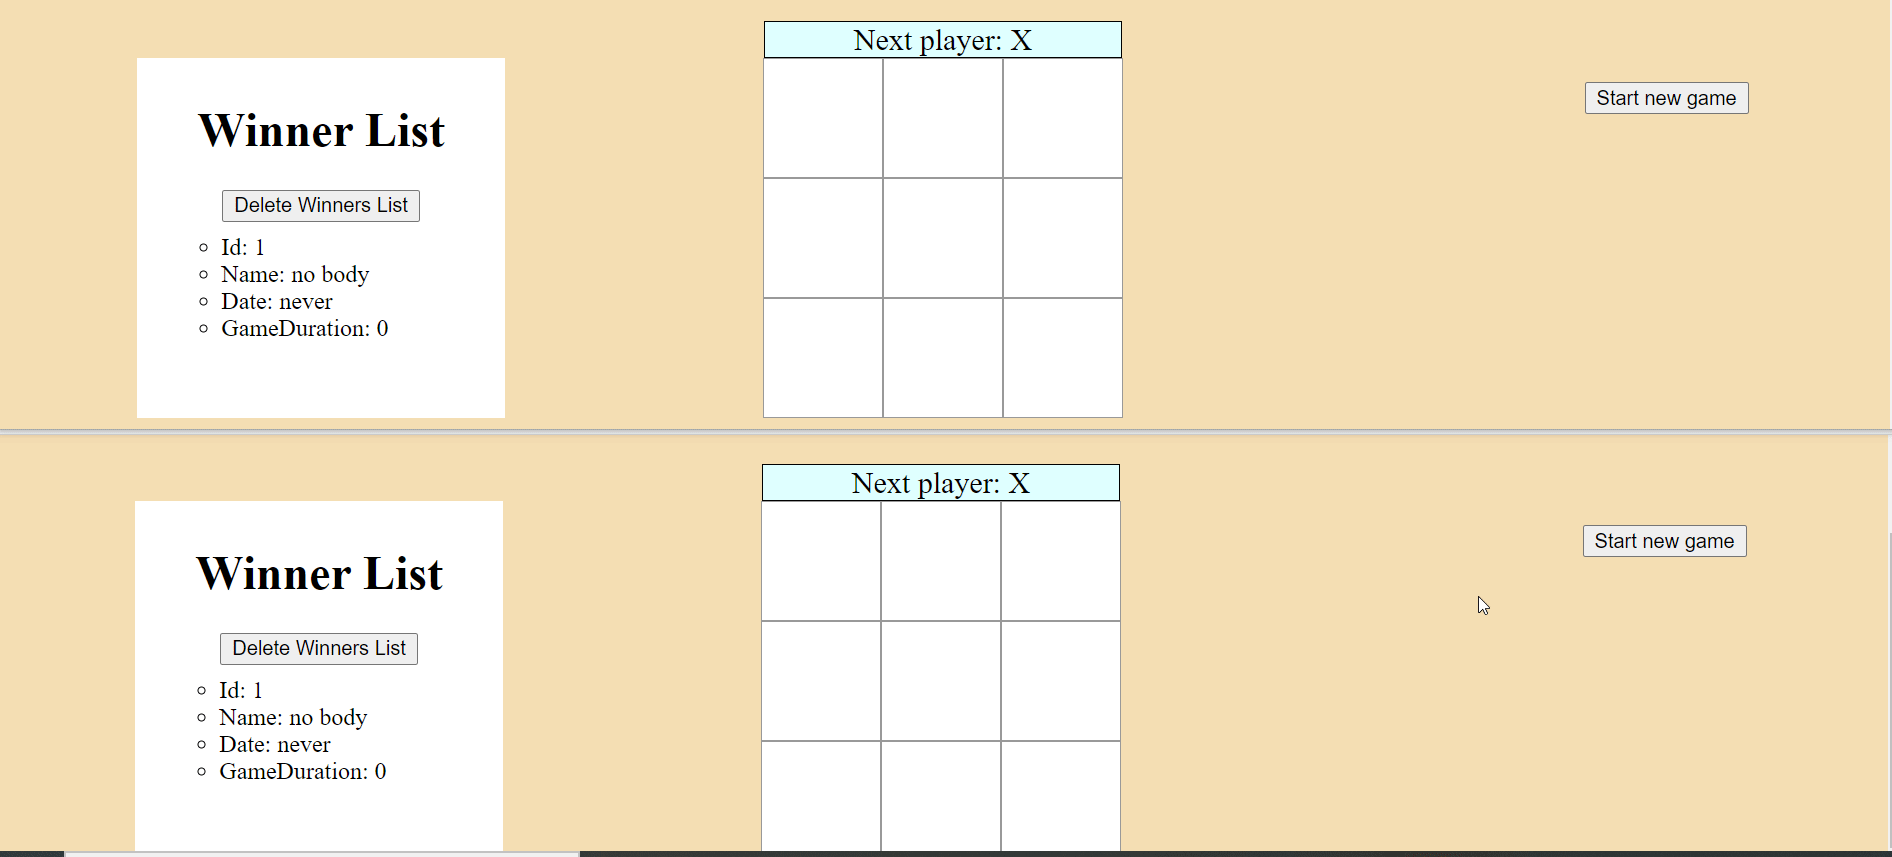 Next player: X
Winner List
Start new game
Delete Winners List
Id: 1
Name: no body
Date: never
GameDuration: 0
Next player: X
Winner List
Start new game
Delete Winners List
Id: 1
Name: no body
Date: never
GameDuration: 0